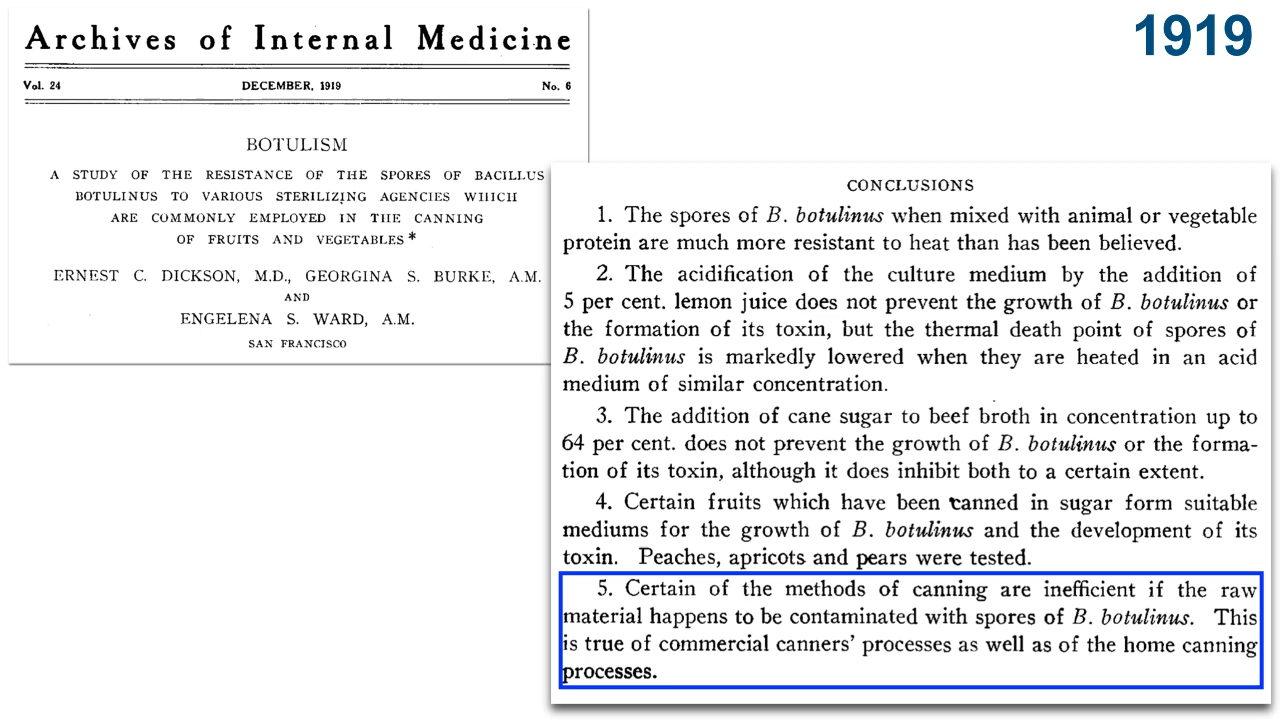 Archives of Internal Medicine
Vol. 24 DECEMBER, 1919 No. 6
BOTULISM
A STUDY OF THE RESISTANCE OF THE SPORES OF BACILLUS
BOTULINUS TO VARIOUS STERILIZING AGENCIES WHICH
ARE COMMONLY EMPLOYED IN THE CANNING
OF FRUITS AND VEGETABLES *
ERNEST C. DICKSON, M.D., GEORGINA S. BURKE, A.M.
AND
ENGELENA S. WARD, A.M.
SAN FRANCISCO
1919
CONCLUSIONS
1. The spores of B. botulinus when mixed with animal or vegetable
protein are much more resistant to heat than has been believed.
2. The acidification of the culture medium by the addition of
5 per cent. lemon juice does not prevent the growth of B. botulinus or
the formation of its toxin, but the thermal death point of spores of
B. botulinus is markedly lowered when they are heated in an acid
medium of similar concentration.
3. The addition of cane sugar to beef broth in concentration up to
64 per cent. does not prevent the growth of B. botulinus or the forma-
tion of its toxin, although it does inhibit both to a certain extent.
4. Certain fruits which have been canned in sugar form suitable
mediums for the growth of B. botulinus and the development of its
toxin. Peaches, apricots and pears were tested.
5. Certain of the methods of canning are inefficient if the raw
material happens to be contaminated with spores of B. botulinus. This
is true of commercial canners' processes as well as of the home canning
processes.